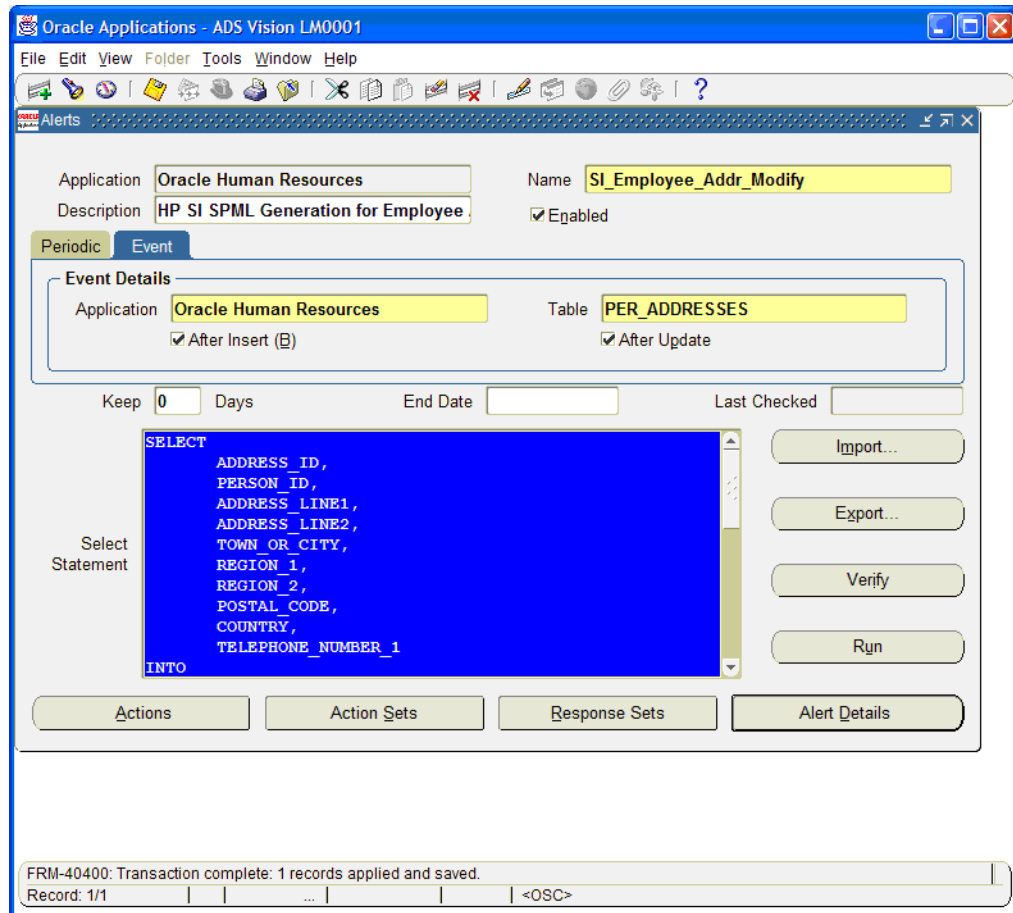 Oracle Applications - ADS Vision LM0001
File Edit View Folder Tools Window Help
Alerts
Application Oracle Human Resources Name SI_Employee_Addr_Modify
Description HP SI SPML Generation for Employee Enabled
Periodic Event
Event Details
Application Oracle Human Resources Table PER_ADDRESSES
After Insert (B) After Update
Keep 0 Days End Date Last Checked
SELECT
ADDRESS_ID,
PERSON_ID,
ADDRESS_LINE1,
ADDRESS_LINE2,
TOWN_OR_CITY,
REGION_1,
REGION_2,
POSTAL_CODE,
COUNTRY,
TELEPHONE_NUMBER_1
INTO
Select
Statement
Import...
Export...
Verify
Run
Actions Action Sets Response Sets Alert Details
FRM-40400: Transaction complete: 1 records applied and saved.
Record: 1/1 ... <OSC>